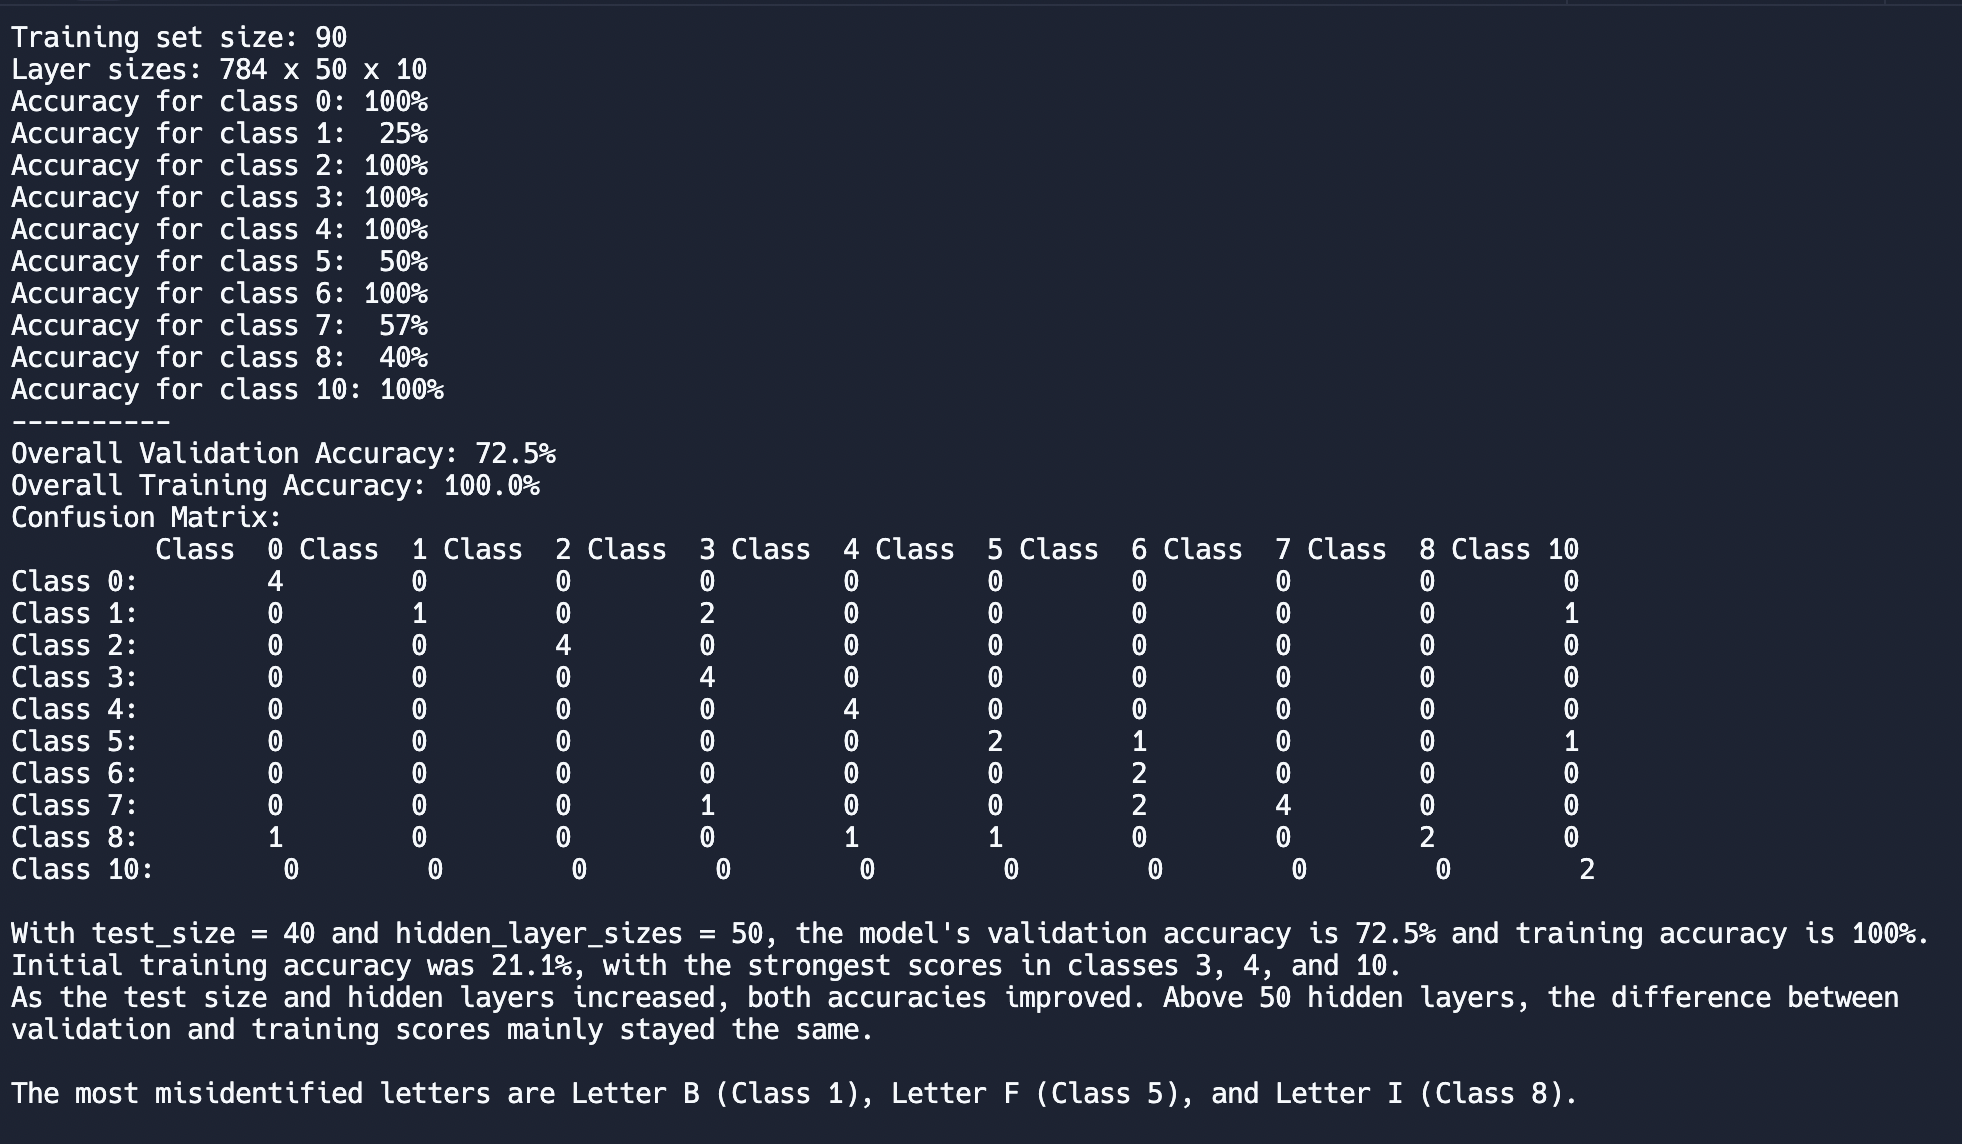 Training set size: 90
Layer sizes: 784 x 50 x 10
Accuracy for class 0: 100%
Accuracy for class 1:  25%
Accuracy for class 2: 100%
Accuracy for class 3: 100%
Accuracy for class 4: 100%
Accuracy for class 5:  50%
Accuracy for class 6: 100%
Accuracy for class 7:  57%
Accuracy for class 8:  40%
Accuracy for class 10: 100%
----------
Overall Validation Accuracy: 72.5%
Overall Training Accuracy: 100.0%
Confusion Matrix:
         Class  0 Class  1 Class  2 Class  3 Class  4 Class  5 Class  6 Class  7 Class  8 Class 10
Class 0:        4        0        0        0        0        0        0        0        0        0
Class 1:        0        1        0        2        0        0        0        0        0        1
Class 2:        0        0        4        0        0        0        0        0        0        0
Class 3:        0        0        0        4        0        0        0        0        0        0
Class 4:        0        0        0        0        4        0        0        0        0        0
Class 5:        0        0        0        0        0        2        1        0        0        1
Class 6:        0        0        0        0        0        0        2        0        0        0
Class 7:        0        0        0        1        0        0        2        4        0        0
Class 8:        1        0        0        0        1        1        0        0        2        0
Class 10:        0        0        0        0        0        0        0        0        0        2
With test_size = 40 and hidden_layer_sizes = 50, the model's validation accuracy is 72.5% and training accuracy is 100%.
Initial training accuracy was 21.1%, with the strongest scores in classes 3, 4, and 10.
As the test size and hidden layers increased, both accuracies improved. Above 50 hidden layers, the difference between
validation and training scores mainly stayed the same.
The most misidentified letters are Letter B (Class 1), Letter F (Class 5), and Letter I (Class 8).